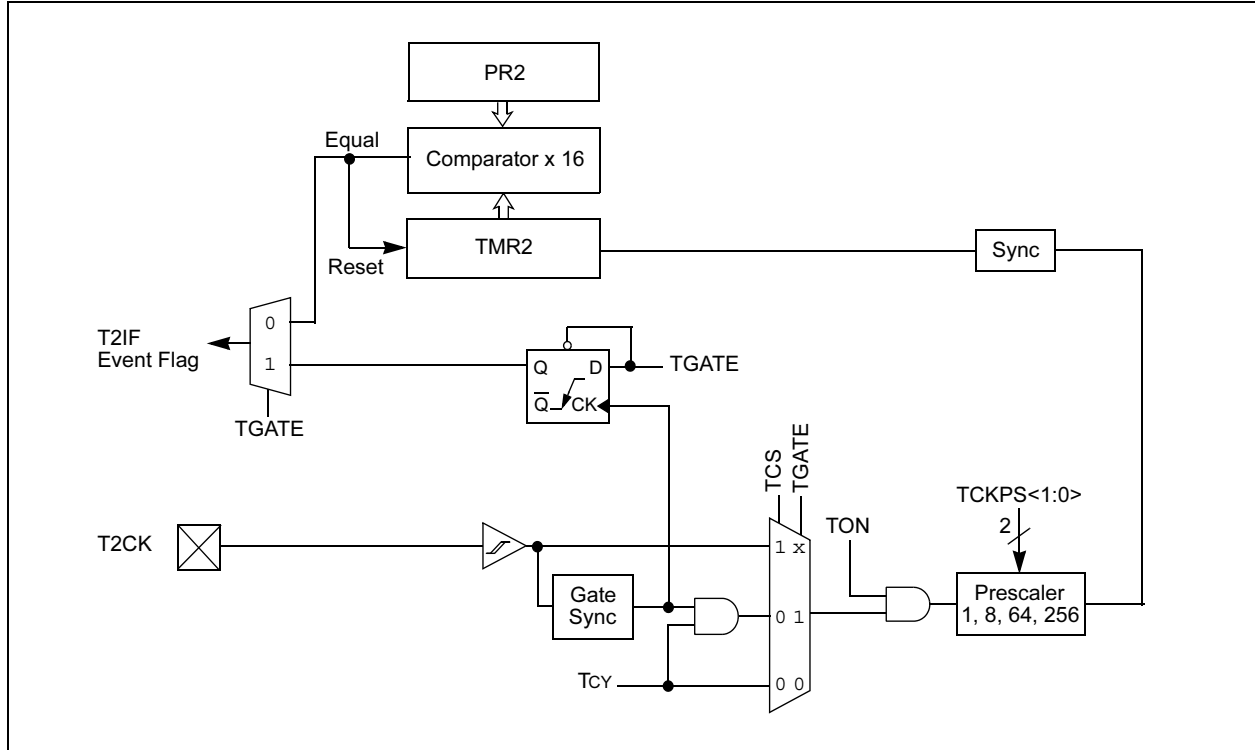 PR2
Equal
Comparator x 16
TMR2
Reset
Sync
T2IF
Event Flag
0
1
TGATE
Q
D
TGATE
Q̅
CK
TCS
TGATE
TCKPS<1:0>
2
TON
T2CK
1 x
Gate
Sync
0 1
Prescaler
1, 8, 64, 256
TCY
0 0